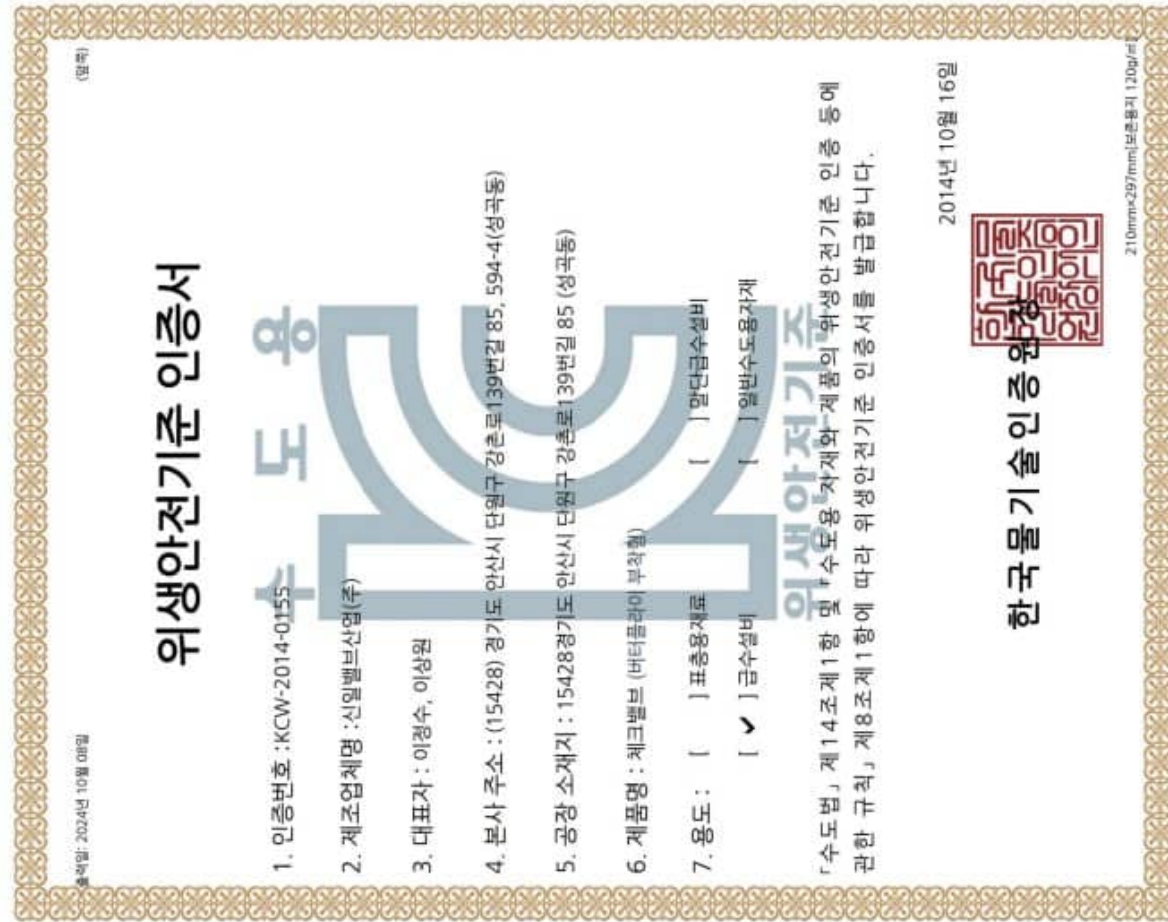 출력일: 2024년 10월 08일
(앞쪽)
위생안전기준 인증서
수 도 용
1. 인증번호 :KCW-2014-0155
2. 제조업체명 :신일밸브산업(주)
3. 대표자 : 이정수, 이상원
4. 본사 주소 : (15428) 경기도 안산시 단원구 강촌로139번길 85, 594-4(성곡동)
5. 공장 소재지 : 15428경기도 안산시 단원구 강촌로139번길 85 (성곡동)
6. 제품명 : 체크밸브 (버터플라이 부착형)
7. 용도 : [ ] 표층용재료 [ ] 말단급수설비
[ ✔ ] 급수설비 [ ] 일반수도용자재
위생안전기준
「수도법」 제14조제1항 및 「수도용 자재와 제품의 위생안전기준 인증 등에
관한 규칙」 제8조제1항에 따라 위생안전기준 인증서를 발급합니다.
2014년 10월 16일
한국물기술인증원장
한국물기술인증원장인
210mm×297mm[보존용지 120g/㎡]